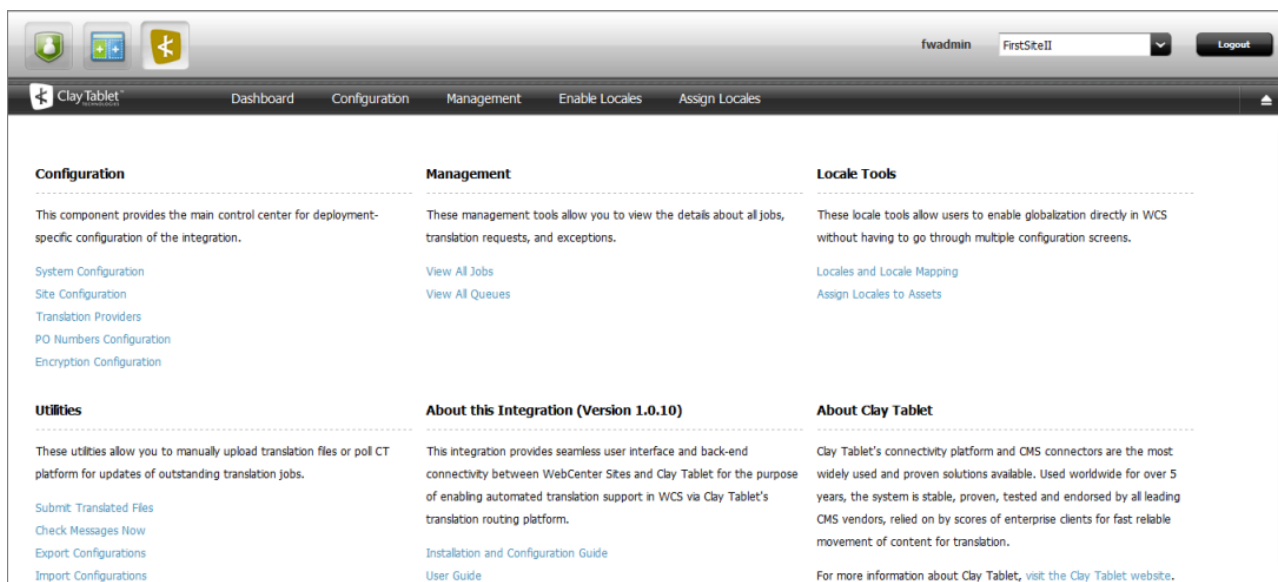 fwadmin
FirstSiteII
Logout
Clay Tablet
TECHNOLOGIES
Dashboard
Configuration
Management
Enable Locales
Assign Locales
Configuration
This component provides the main control center for deployment-
specific configuration of the integration.
System Configuration
Site Configuration
Translation Providers
PO Numbers Configuration
Encryption Configuration
Management
These management tools allow you to view the details about all jobs,
translation requests, and exceptions.
View All Jobs
View All Queues
Locale Tools
These locale tools allow users to enable globalization directly in WCS
without having to go through multiple configuration screens.
Locales and Locale Mapping
Assign Locales to Assets
Utilities
These utilities allow you to manually upload translation files or poll CT
platform for updates of outstanding translation jobs.
Submit Translated Files
Check Messages Now
Export Configurations
Import Configurations
About this Integration (Version 1.0.10)
This integration provides seamless user interface and back-end
connectivity between WebCenter Sites and Clay Tablet for the purpose
of enabling automated translation support in WCS via Clay Tablet's
translation routing platform.
Installation and Configuration Guide
User Guide
About Clay Tablet
Clay Tablet's connectivity platform and CMS connectors are the most
widely used and proven solutions available. Used worldwide for over 5
years, the system is stable, proven, tested and endorsed by all leading
CMS vendors, relied on by scores of enterprise clients for fast reliable
movement of content for translation.
For more information about Clay Tablet, visit the Clay Tablet website.